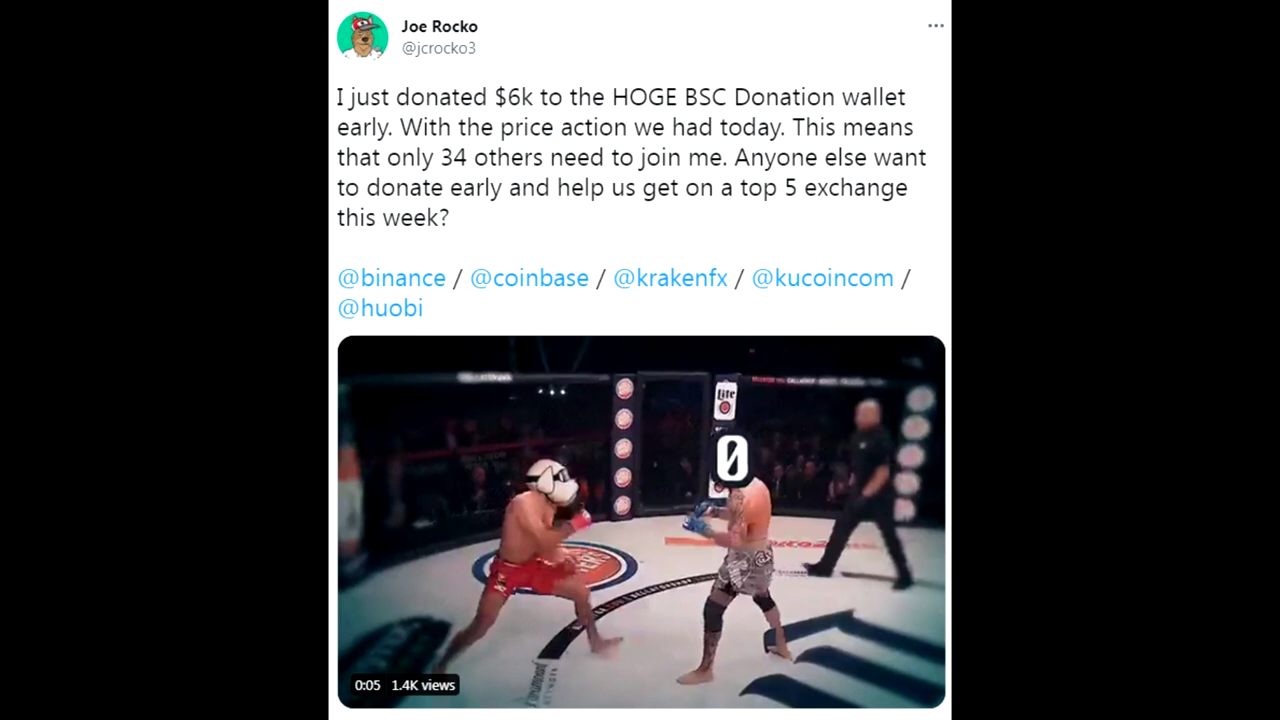 Joe Rocko
@jcrocko3
I just donated $6k to the HOGE BSC Donation wallet
early. With the price action we had today. This means
that only 34 others need to join me. Anyone else want
to donate early and help us get on a top 5 exchange
this week?
@binance / @coinbase / @krakenfx / @kucoincom /
@huobi
Lite
0
0:05 1.4K views